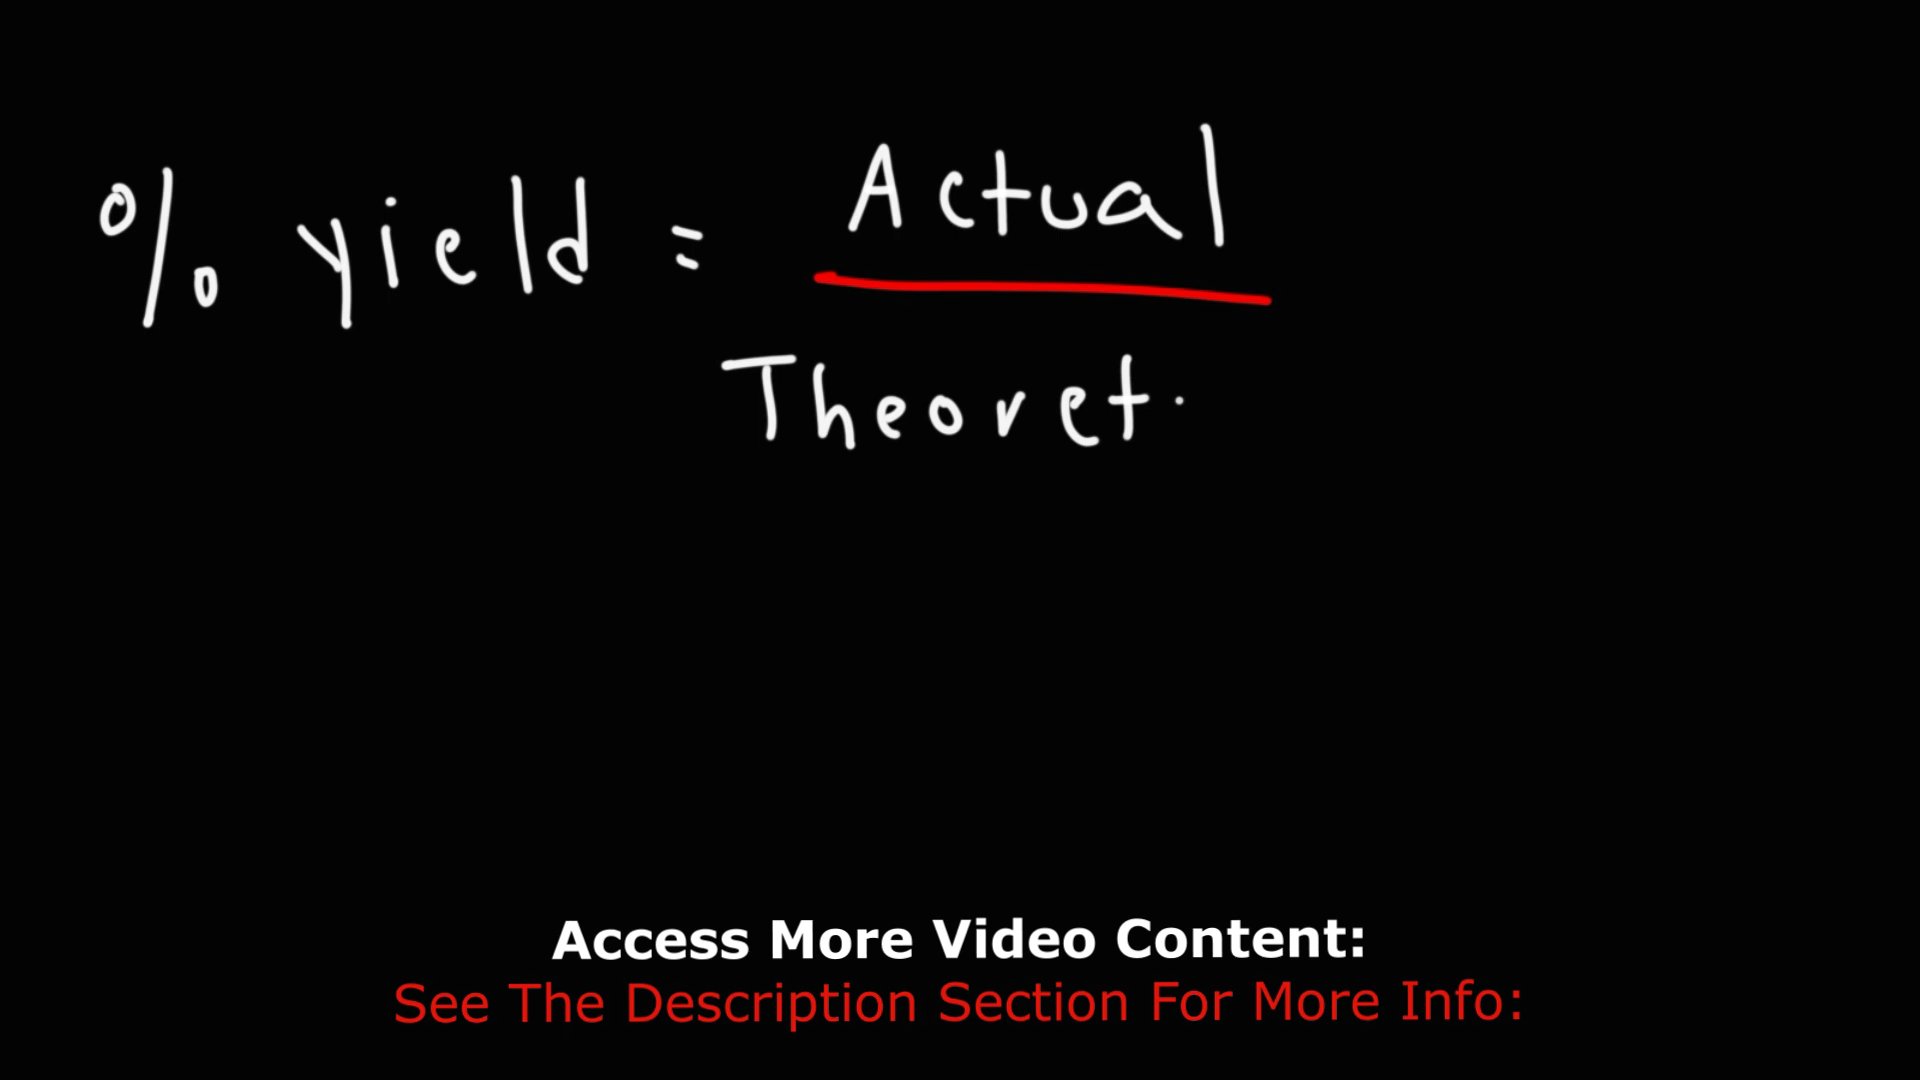 % yield = Actual
Theoret.
Access More Video Content:
See The Description Section For More Info: